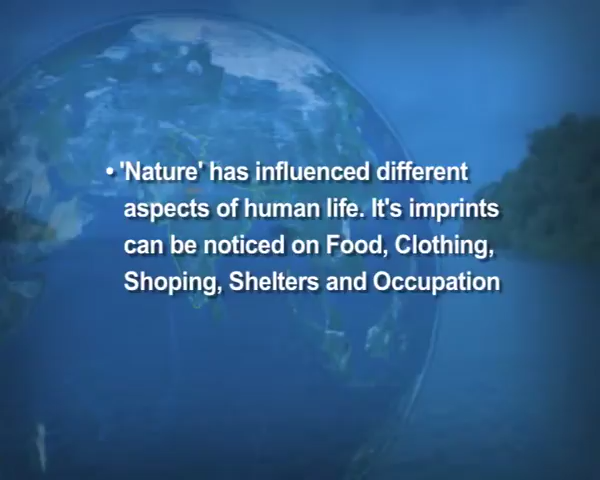 • 'Nature' has influenced different
aspects of human life. It's imprints
can be noticed on Food, Clothing,
Shoping, Shelters and Occupation